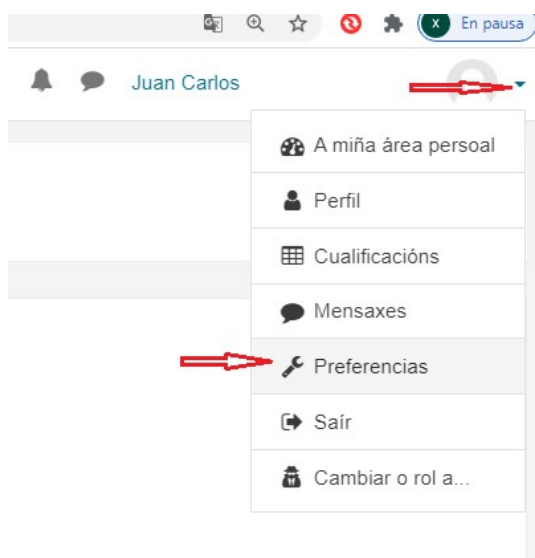 X En pausa
Juan Carlos
A miña área persoal
Perfil
Cualificacións
Mensaxes
Preferencias
Saír
Cambiar o rol a...